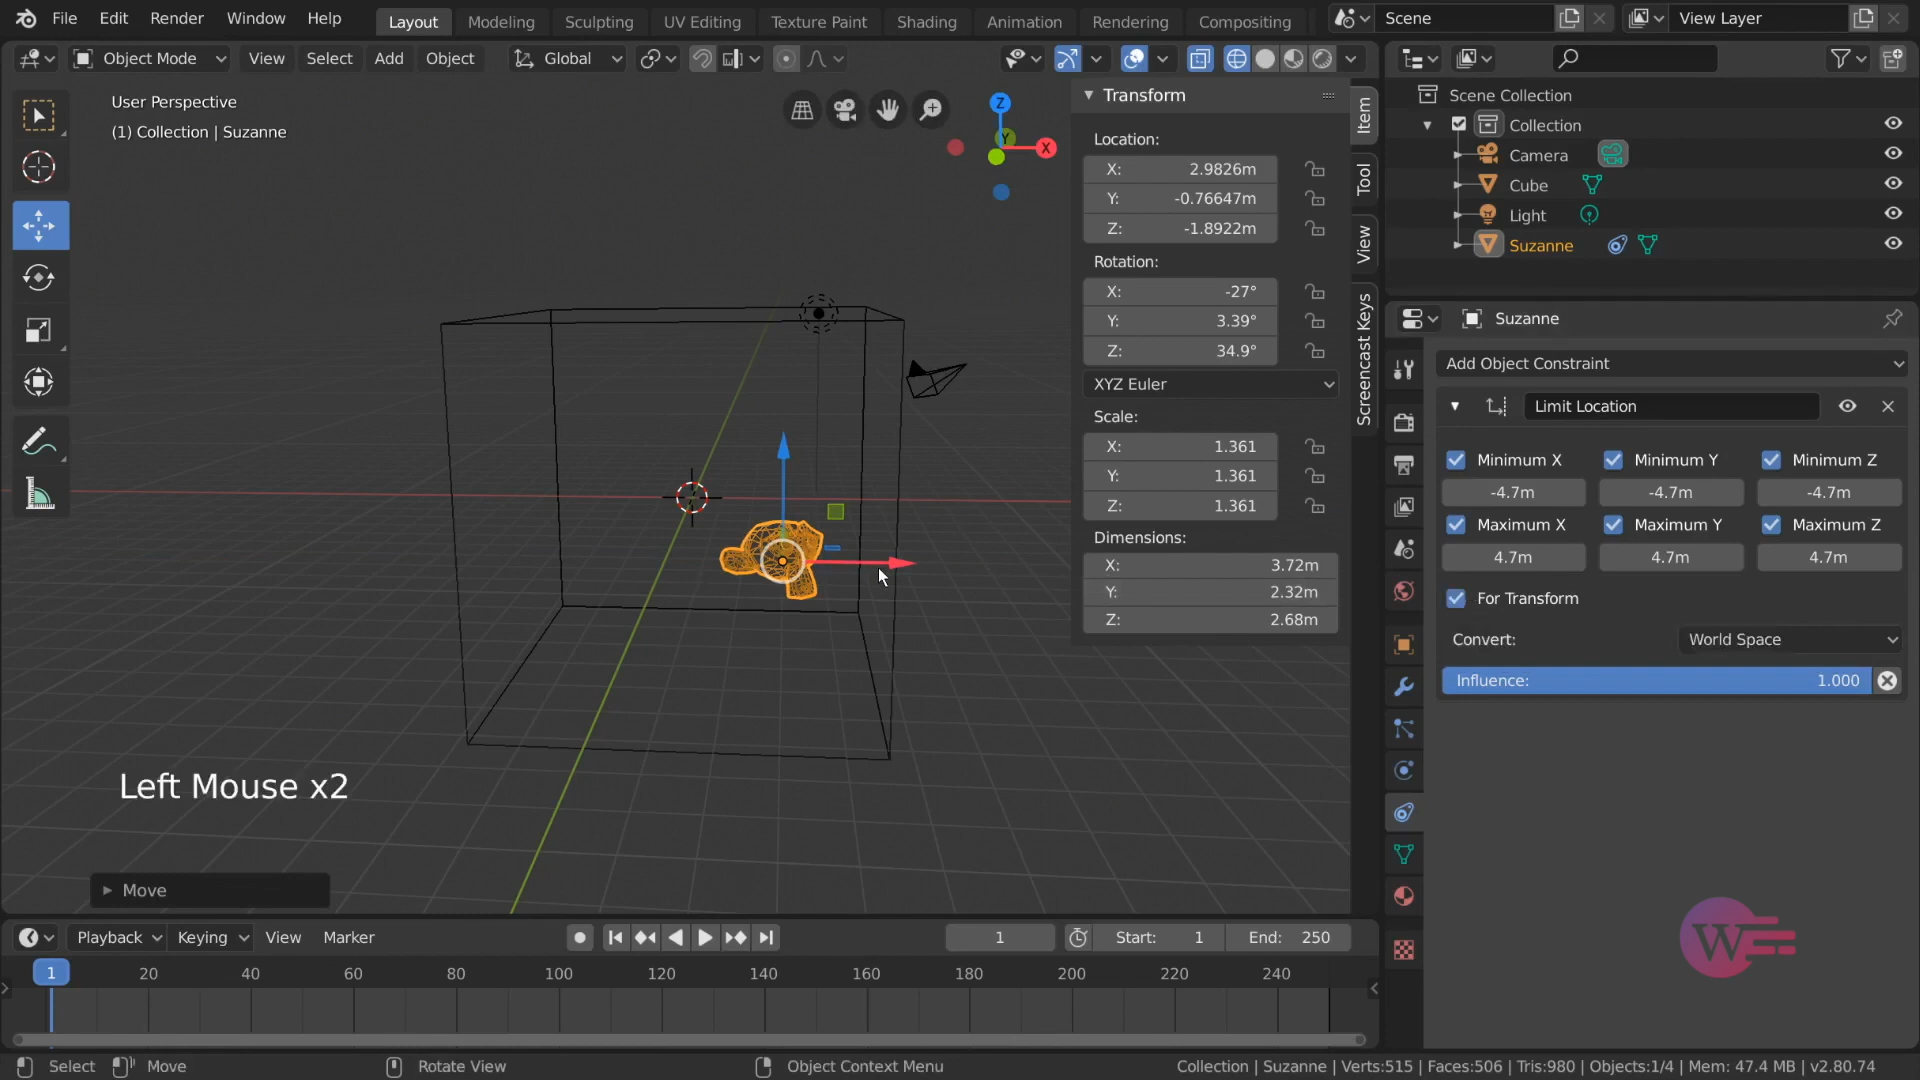 File Edit Render Window Help
Layout Modeling Sculpting UV Editing Texture Paint Shading Animation Rendering Compositing
Scene View Layer
Object Mode View Select Add Object Global
User Perspective
(1) Collection | Suzanne
Z
Y
X
Transform
Location:
X: 2.9826m
Y: -0.76647m
Z: -1.8922m
Rotation:
X: -27°
Y: 3.39°
Z: 34.9°
XYZ Euler
Scale:
X: 1.361
Y: 1.361
Z: 1.361
Dimensions:
X: 3.72m
Y: 2.32m
Z: 2.68m
Item
Tool
View
Screencast Keys
Scene Collection
Collection
Camera
Cube
Light
Suzanne
Suzanne
Add Object Constraint
Limit Location
Minimum X Minimum Y Minimum Z
-4.7m -4.7m -4.7m
Maximum X Maximum Y Maximum Z
4.7m 4.7m 4.7m
For Transform
Convert: World Space
Influence: 1.000
Left Mouse x2
Move
W
Playback Keying View Marker 1 Start: 1 End: 250
1 20 40 60 80 100 120 140 160 180 200 220 240
Select Move Rotate View Object Context Menu Collection | Suzanne | Verts:515 | Faces:506 | Tris:980 | Objects:1/4 | Mem: 47.4 MB | v2.80.74